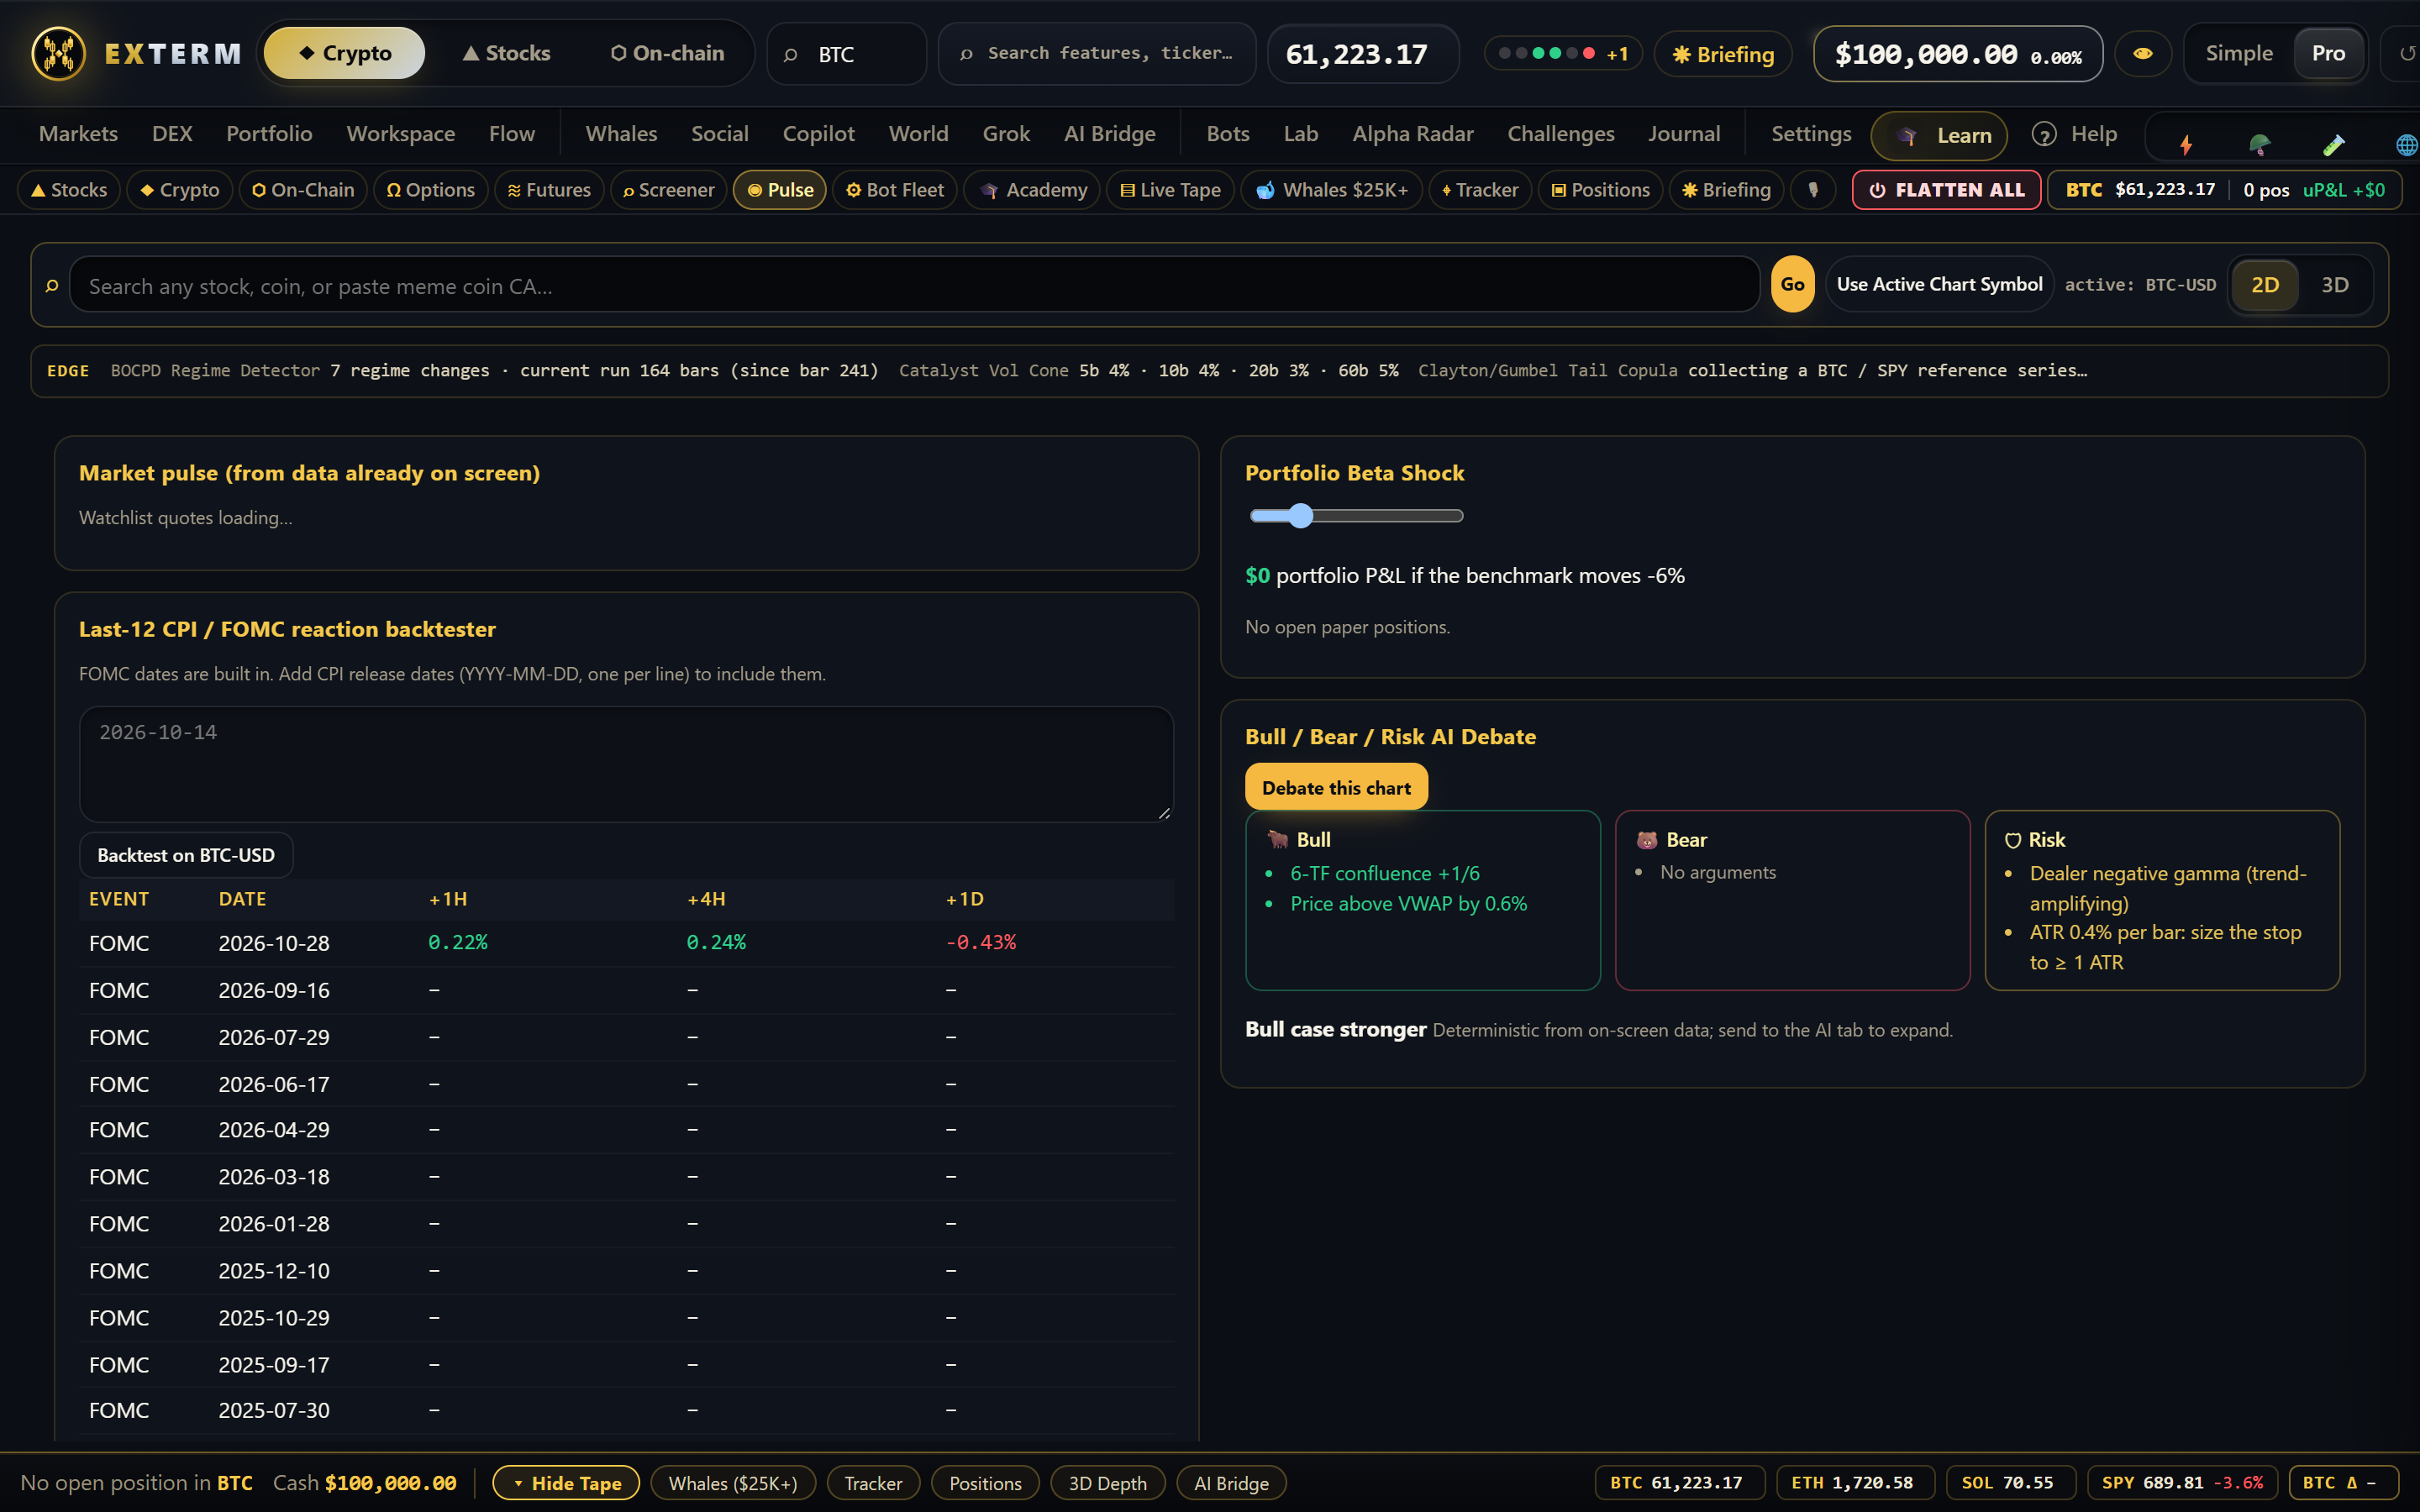 EXTERM
Crypto
Stocks
On-chain
BTC
Search features, ticker…
61,223.17
+1
Briefing
$100,000.00 0.00%
Simple
Pro
Markets DEX Portfolio Workspace Flow Whales Social Copilot World Grok AI Bridge Bots Lab Alpha Radar Challenges Journal Settings Learn ? Help
Stocks Crypto On-Chain Options Futures Screener Pulse Bot Fleet Academy Live Tape Whales $25K+ Tracker Positions Briefing FLATTEN ALL BTC $61,223.17 0 pos uP&L +$0
Search any stock, coin, or paste meme coin CA...
Go
Use Active Chart Symbol
active: BTC-USD
2D
3D
EDGE BOCPD Regime Detector 7 regime changes · current run 164 bars (since bar 241) Catalyst Vol Cone 5b 4% · 10b 4% · 20b 3% · 60b 5% Clayton/Gumbel Tail Copula collecting a BTC / SPY reference series…
Market pulse (from data already on screen)
Watchlist quotes loading...
Last-12 CPI / FOMC reaction backtester
FOMC dates are built in. Add CPI release dates (YYYY-MM-DD, one per line) to include them.
2026-10-14
Backtest on BTC-USD
EVENT DATE +1H +4H +1D
FOMC 2026-10-28 0.22% 0.24% -0.43%
FOMC 2026-09-16 – – –
FOMC 2026-07-29 – – –
FOMC 2026-06-17 – – –
FOMC 2026-04-29 – – –
FOMC 2026-03-18 – – –
FOMC 2026-01-28 – – –
FOMC 2025-12-10 – – –
FOMC 2025-10-29 – – –
FOMC 2025-09-17 – – –
FOMC 2025-07-30 – – –
Portfolio Beta Shock
$0 portfolio P&L if the benchmark moves -6%
No open paper positions.
Bull / Bear / Risk AI Debate
Debate this chart
Bull
• 6-TF confluence +1/6
• Price above VWAP by 0.6%
Bear
• No arguments
Risk
• Dealer negative gamma (trend-
amplifying)
• ATR 0.4% per bar: size the stop
to ≥ 1 ATR
Bull case stronger Deterministic from on-screen data; send to the AI tab to expand.
No open position in BTC Cash $100,000.00
Hide Tape
Whales ($25K+)
Tracker
Positions
3D Depth
AI Bridge
BTC 61,223.17
ETH 1,720.58
SOL 70.55
SPY 689.81 -3.6%
BTC Δ –